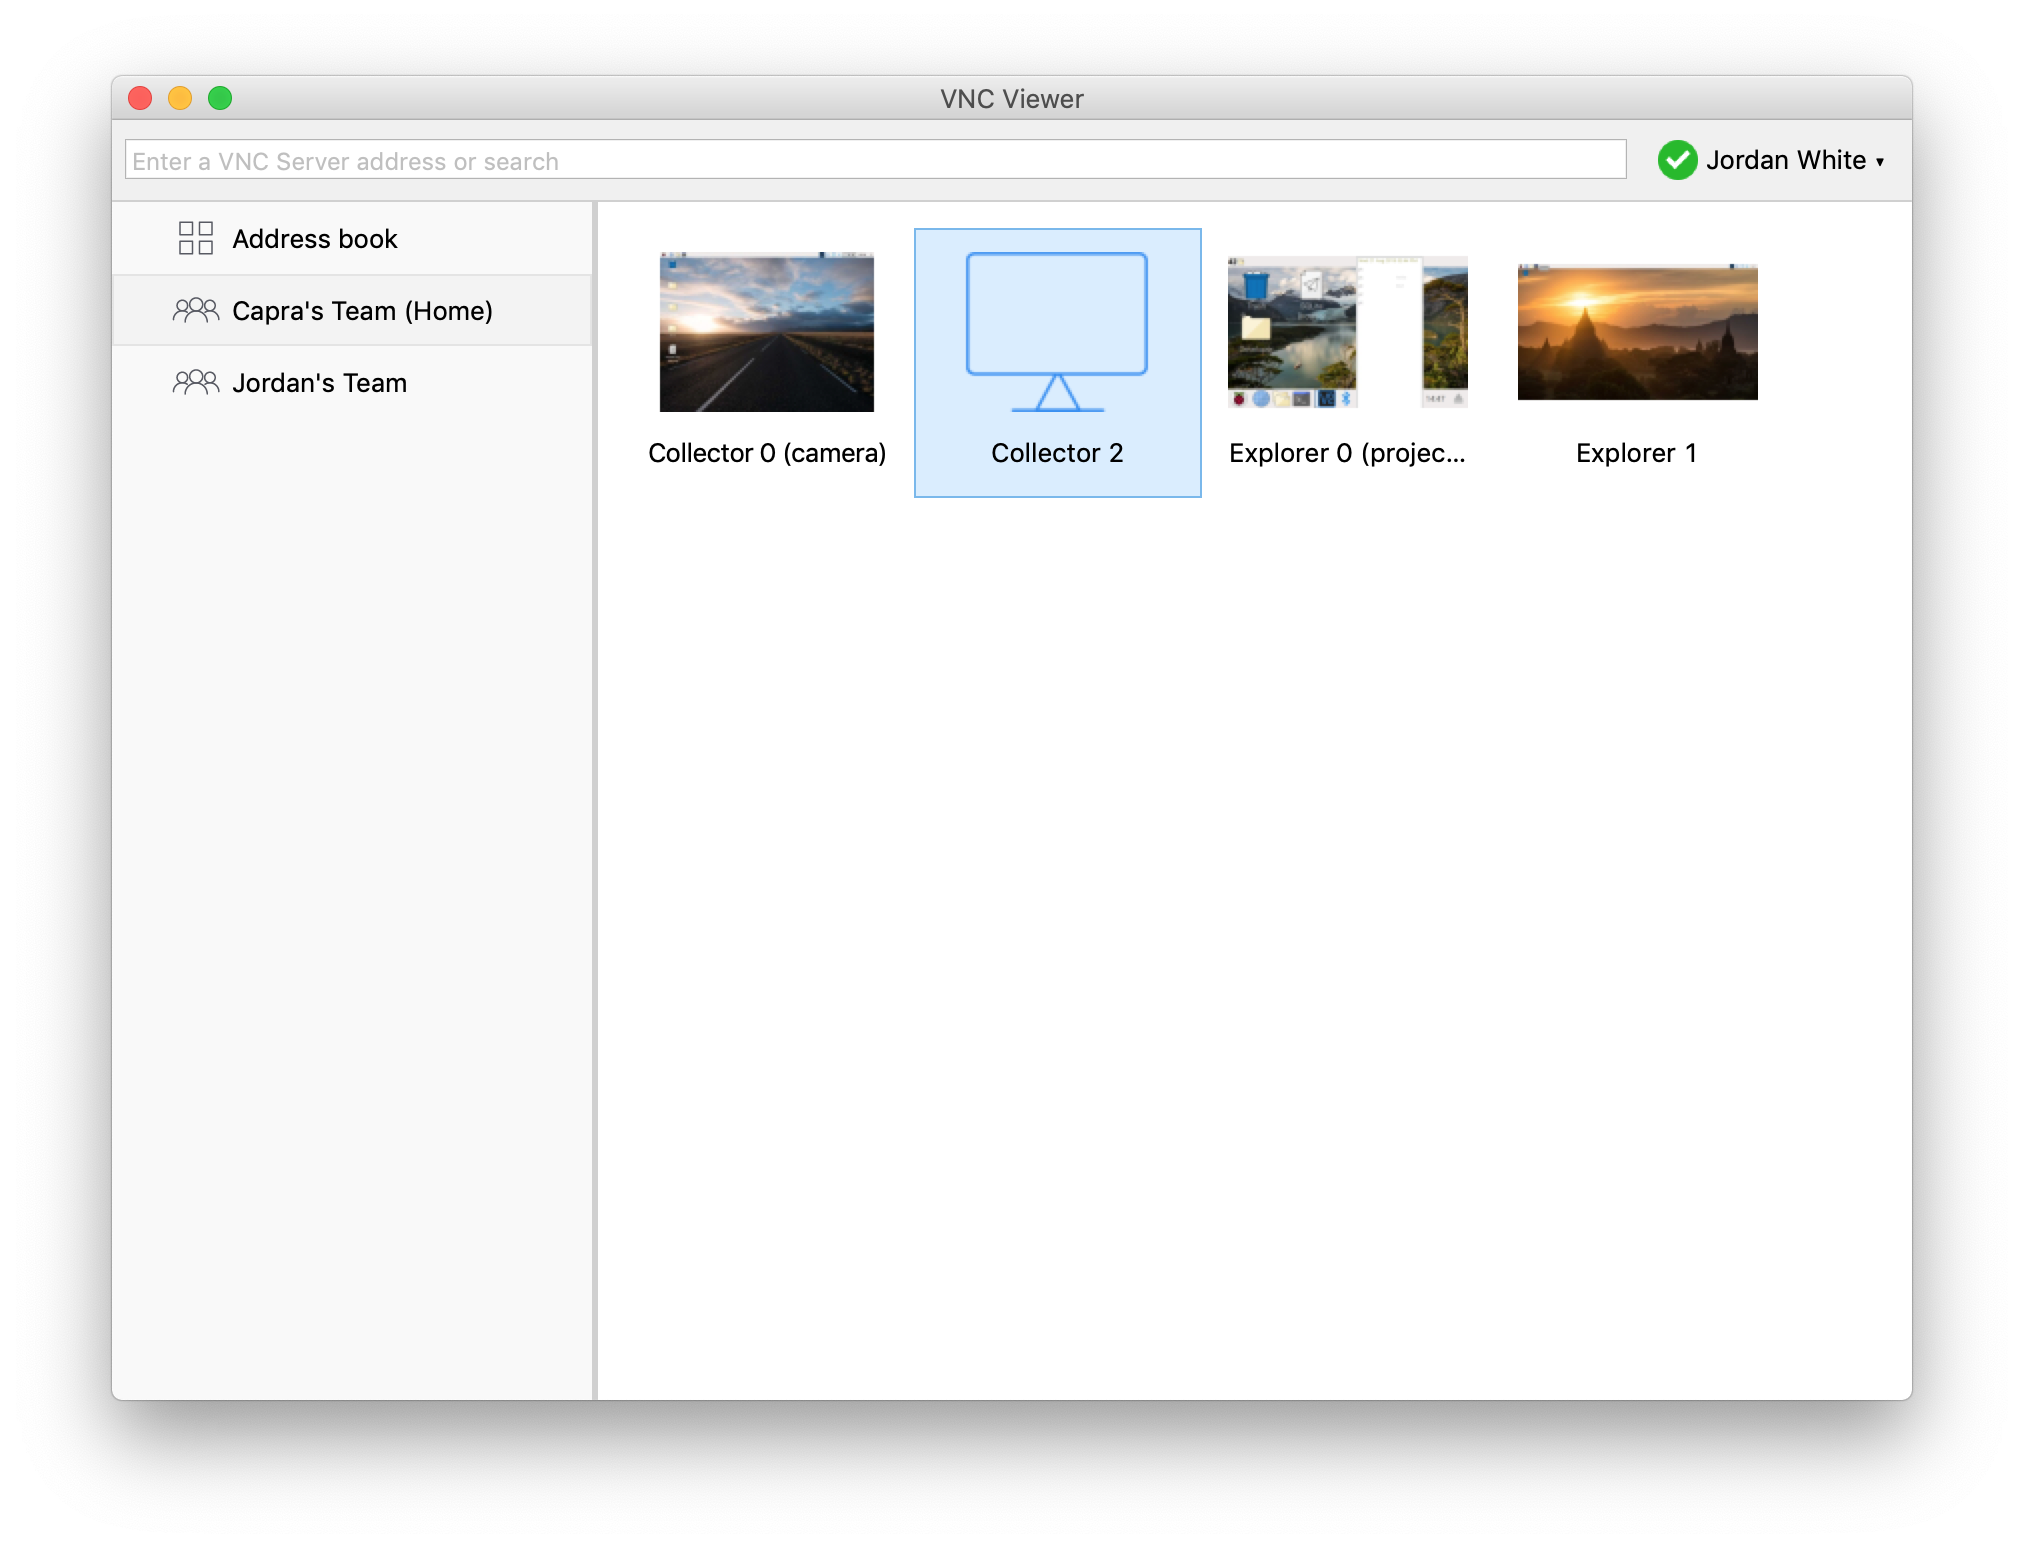 VNC Viewer
Enter a VNC Server address or search
Jordan White
Address book
Capra's Team (Home)
Jordan's Team
Collector 0 (camera)
Collector 2
Explorer 0 (projec...
Explorer 1